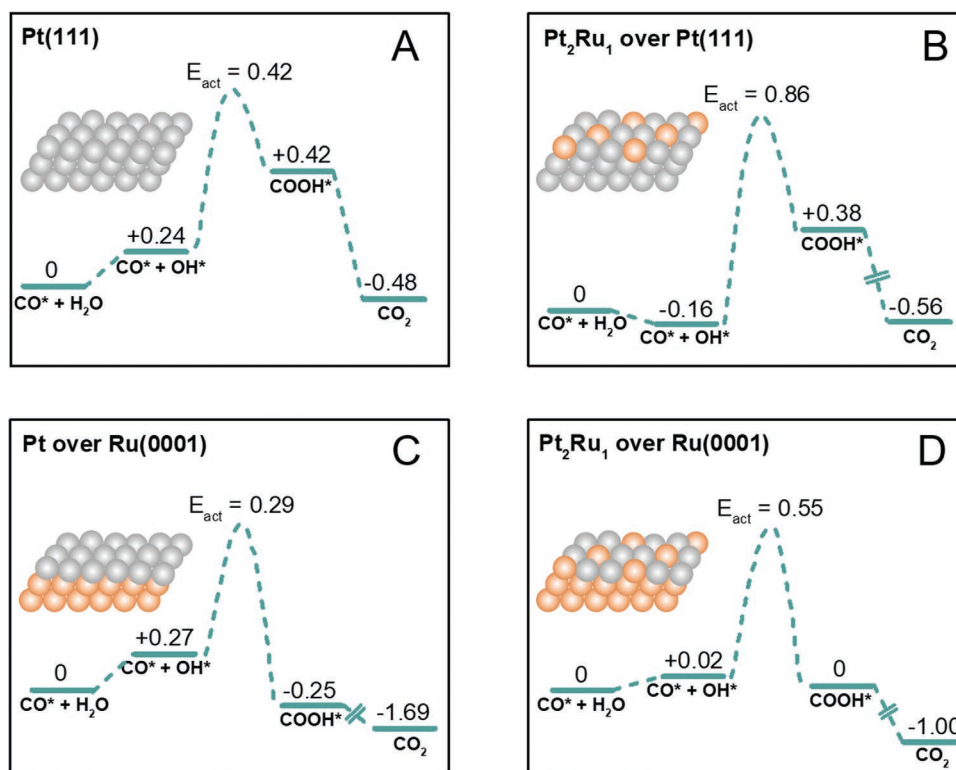 Pt(111)
A
E_act = 0.42
+0.42
COOH*
+0.24
CO* + OH*
0
CO* + H₂O
-0.48
CO₂
Pt₂Ru₁ over Pt(111)
B
E_act = 0.86
+0.38
COOH*
0
CO* + H₂O
-0.16
CO* + OH*
-0.56
CO₂
Pt over Ru(0001)
C
E_act = 0.29
+0.27
CO* + OH*
0
CO* + H₂O
-0.25
COOH*
-1.69
CO₂
Pt₂Ru₁ over Ru(0001)
D
E_act = 0.55
+0.02
CO* + OH*
0
CO* + H₂O
0
COOH*
-1.00
CO₂